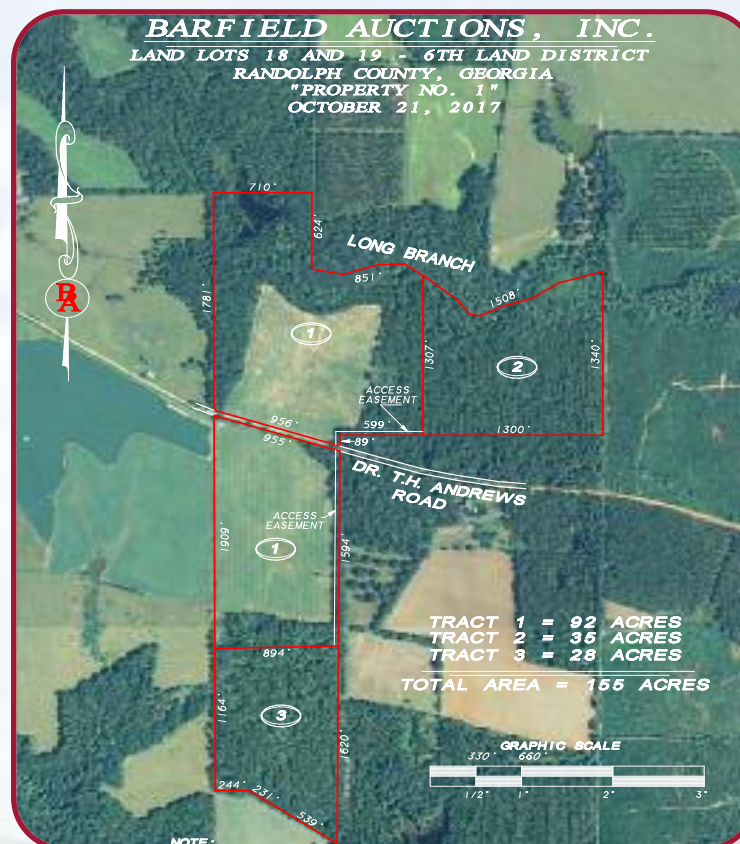 BARFIELD AUCTIONS, INC.
LAND LOTS 18 AND 19 - 6TH LAND DISTRICT
RANDOLPH COUNTY, GEORGIA
"PROPERTY NO. 1"
OCTOBER 21, 2017
710'
624'
LONG BRANCH
851'
1508'
BA
1781'
1
1307'
2
1340'
ACCESS
EASEMENT
956'
599'
1300'
955'
89'
DR. T.H. ANDREWS
ROAD
ACCESS
EASEMENT
1909'
1
1594'
TRACT 1 = 92 ACRES
TRACT 2 = 35 ACRES
TRACT 3 = 28 ACRES
894'
TOTAL AREA = 155 ACRES
1164'
3
1620'
GRAPHIC SCALE
330' 660'
1/2" 1" 2" 3"
244'
231'
539'
NOTE: